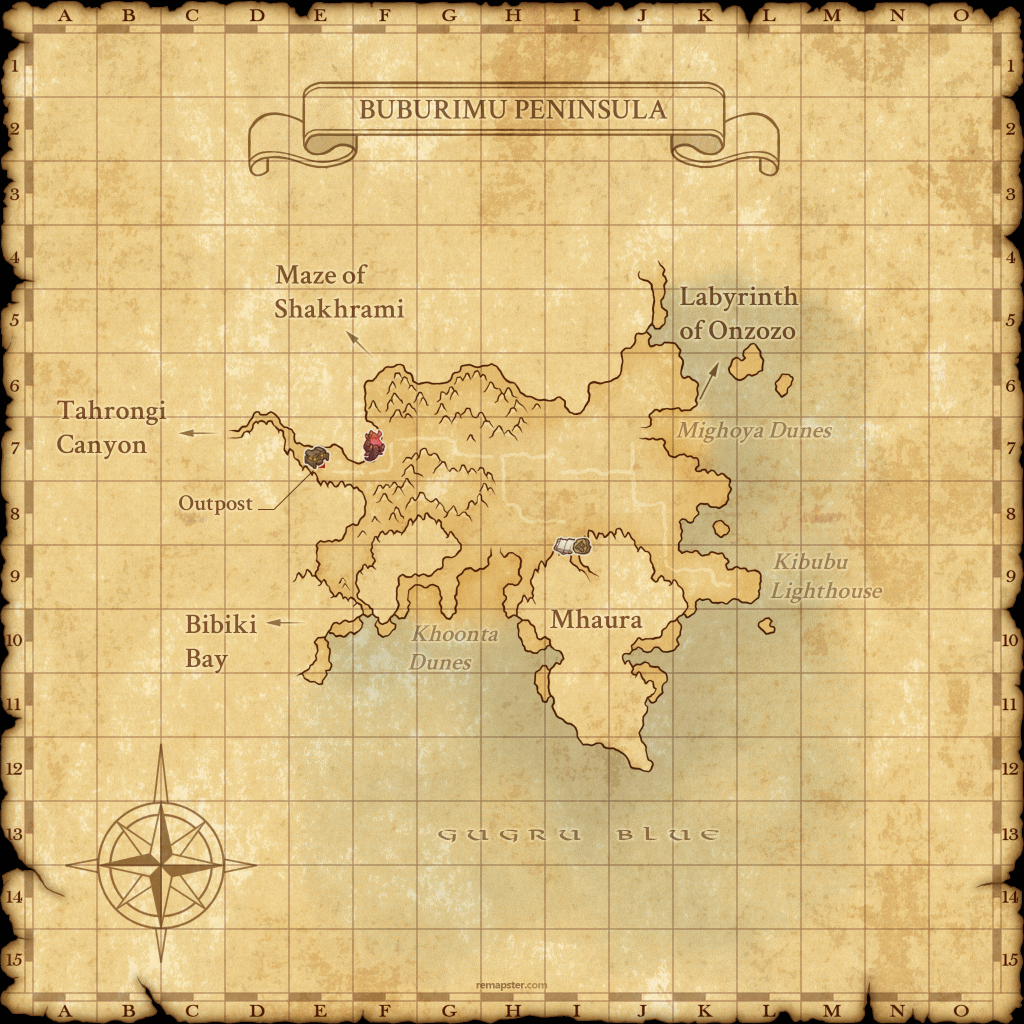 A B C D E F G H I J K L M N O
1 1
BUBURIMU PENINSULA
2 2
3 3
4 4
Maze of
Shakhrami
Labyrinth
of Onzozo
5 5
6 6
Tahrongi
Canyon
Mighoya Dunes
7 7
Outpost
8 8
Kibubu
Lighthouse
9 9
Mhaura
Bibiki
Bay
Khoonta
Dunes
10 10
11 11
12 12
GUGRU BLUE
13 13
14 14
15 15
remapster.com
A B C D E F G H I J K L M N O